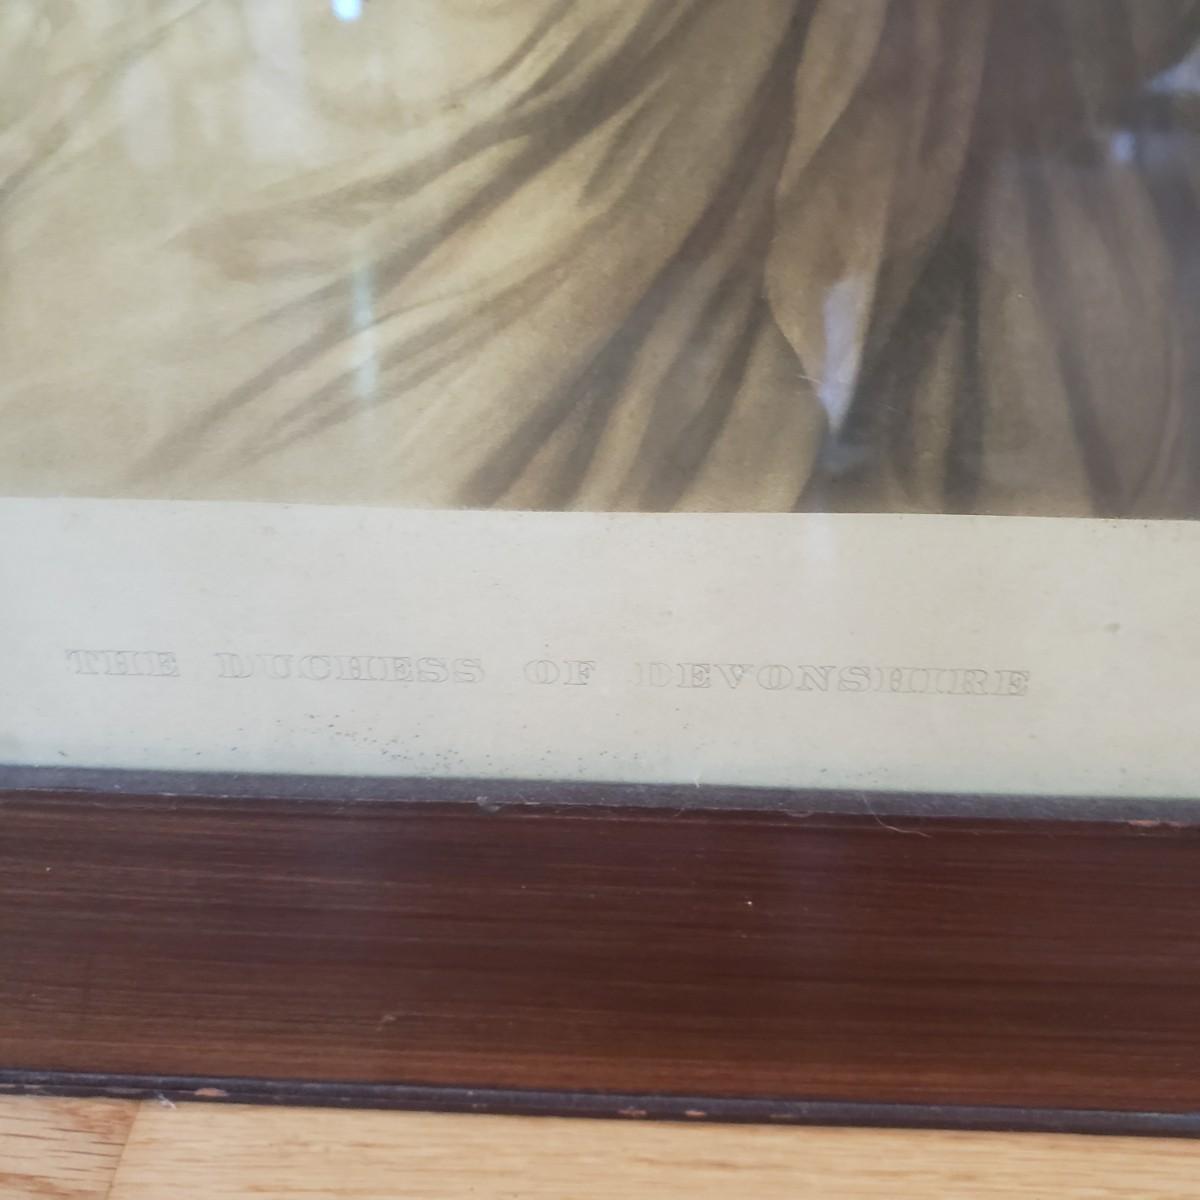 THE DUCHESS OF DEVONSHIRE